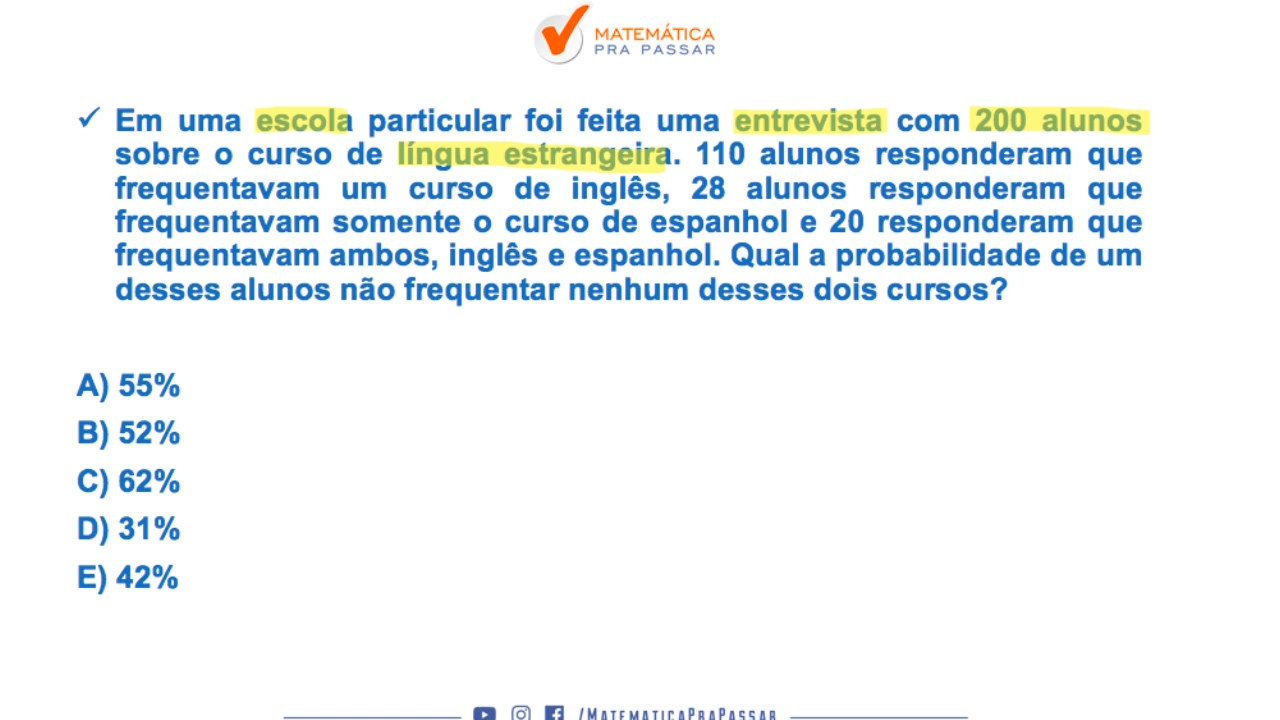 MATEMÁTICA
PRA PASSAR
✓ Em uma escola particular foi feita uma entrevista com 200 alunos
sobre o curso de língua estrangeira. 110 alunos responderam que
frequentavam um curso de inglês, 28 alunos responderam que
frequentavam somente o curso de espanhol e 20 responderam que
frequentavam ambos, inglês e espanhol. Qual a probabilidade de um
desses alunos não frequentar nenhum desses dois cursos?
A) 55%
B) 52%
C) 62%
D) 31%
E) 42%
/MATEMATICAPRAPASSAR